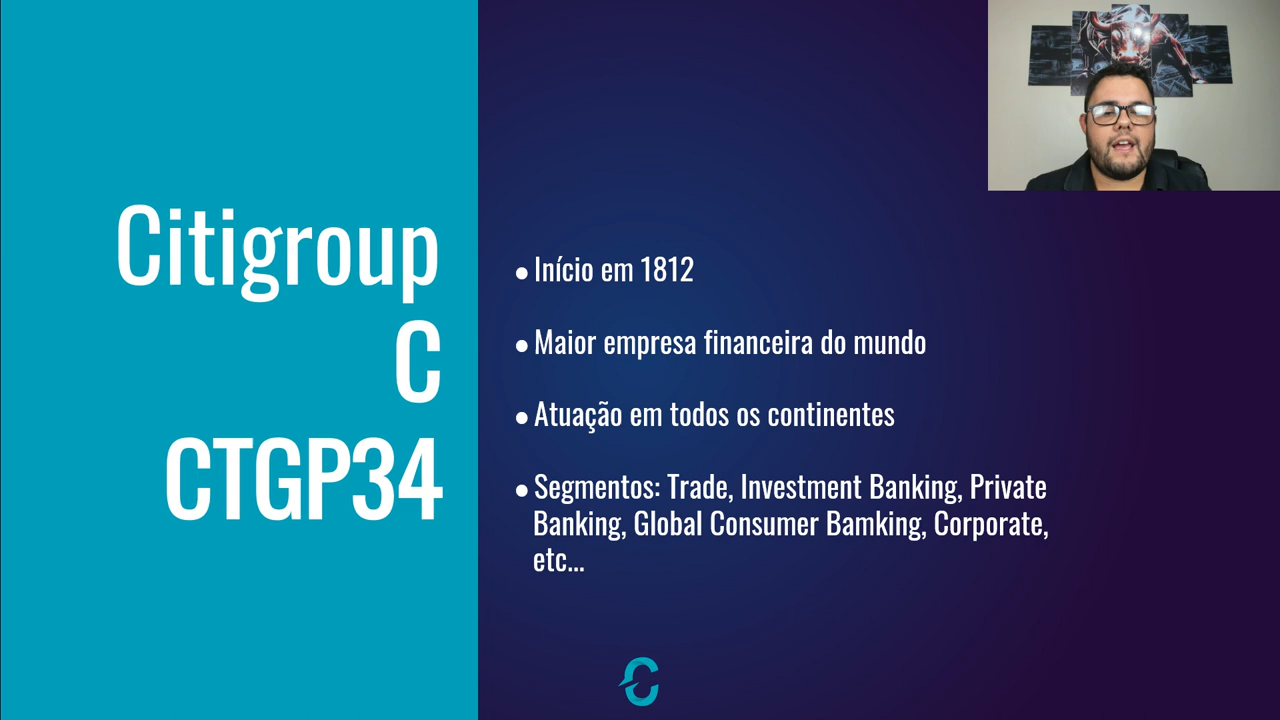 Citigroup
C
CTGP34
● Início em 1812
● Maior empresa financeira do mundo
● Atuação em todos os continentes
● Segmentos: Trade, Investment Banking, Private
Banking, Global Consumer Bamking, Corporate,
etc...